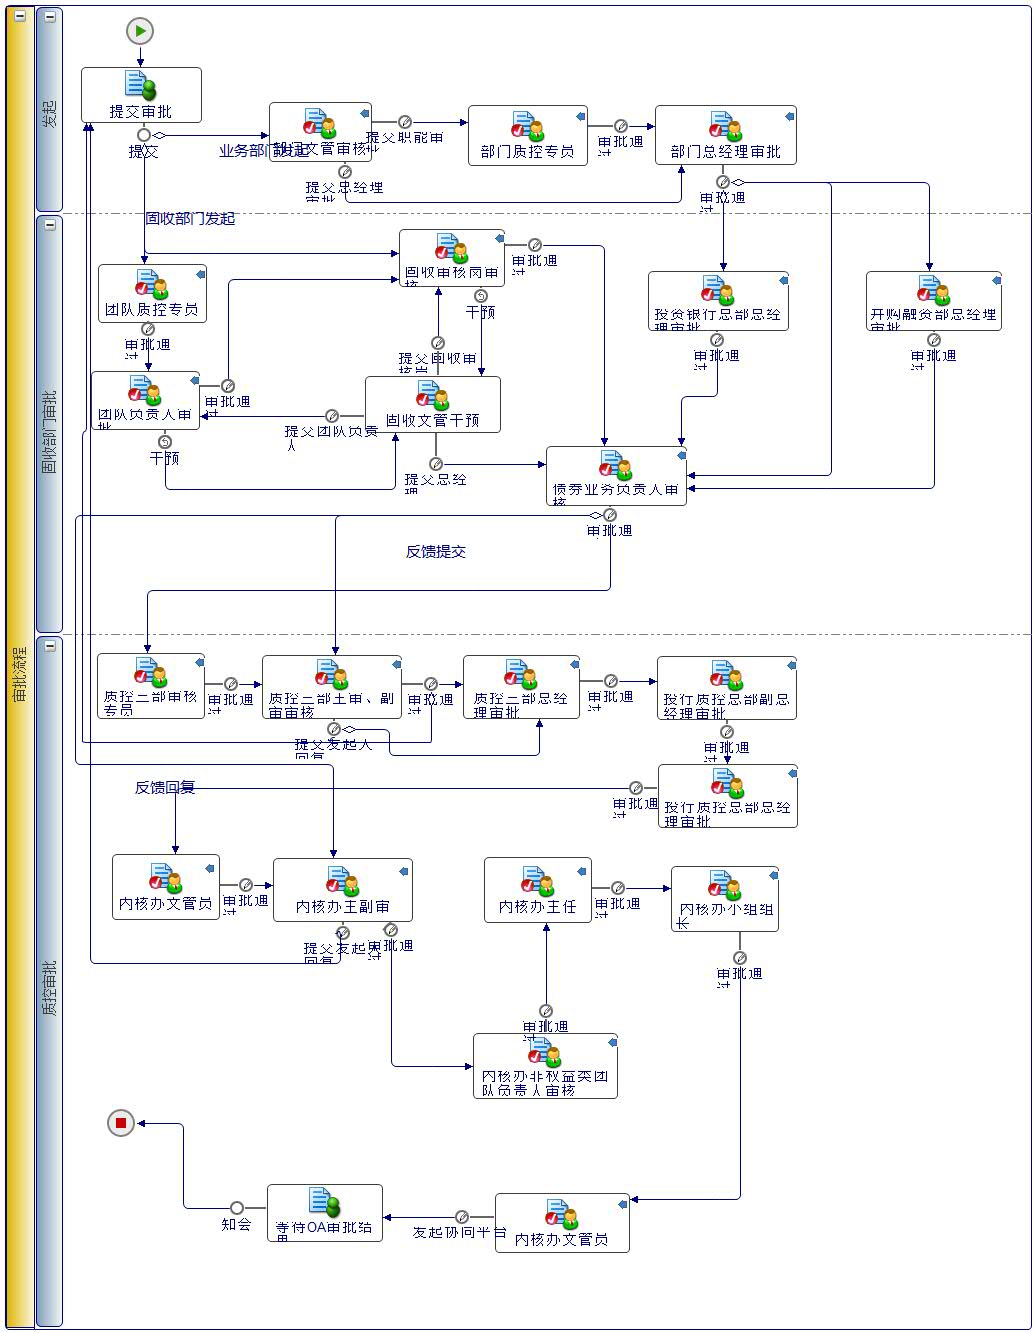 审批流程
发起
提交审批
提交
业务部门发起
部门文管审核
提交职能审
批
提交总经理
审批
部门质控专员
审批通
过
部门总经理审批
审批通
过
固收部门审批
固收部门发起
团队质控专员
审批通
过
团队负责人审
批
审批通
过
干预
固收审核岗审
核
审批通
过
干预
提交固收审
核岗
固收文管干预
提交团队负责
人
提交总经
理
投资银行总部总经
理审批
审批通
过
并购融资部总经理
审批
审批通
过
债券业务负责人审
核
审批通
过
反馈提交
质控审批
质控二部审核
专员
审批通
过
质控二部主审、副
审审核
审批通
过
提交发起人
回复
质控二部总经
理审批
审批通
过
投行质控总部副总
经理审批
审批通
过
投行质控总部总经
理审批
审批通
过
反馈回复
内核办文管员
审批通
过
内核办主副审
提交发起人
回复
审批通
过
内核办主任
审批通
过
内核办小组组
长
审批通
过
审批通
过
内核办非权益类团
队负责人审核
知会
等待OA审批结
果
发起协同平台
内核办文管员